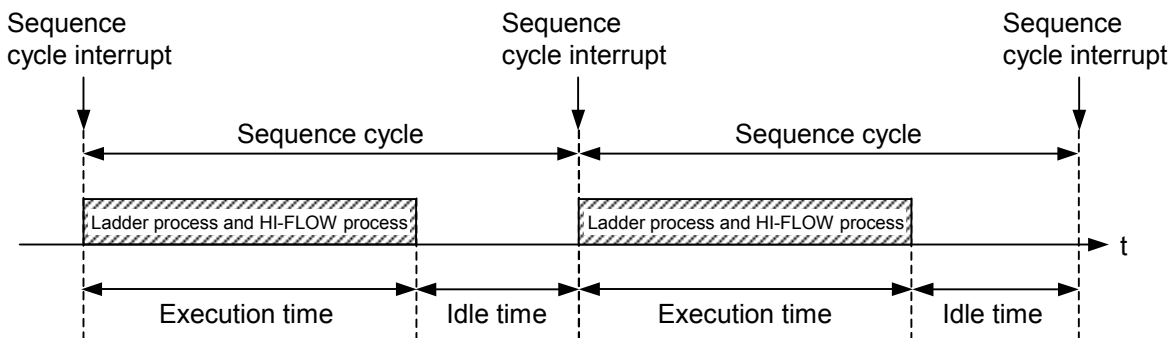 Sequence
cycle interrupt
Sequence
cycle interrupt
Sequence
cycle interrupt
Sequence cycle
Sequence cycle
Ladder process and HI-FLOW process
Ladder process and HI-FLOW process
t
Execution time
Idle time
Execution time
Idle time